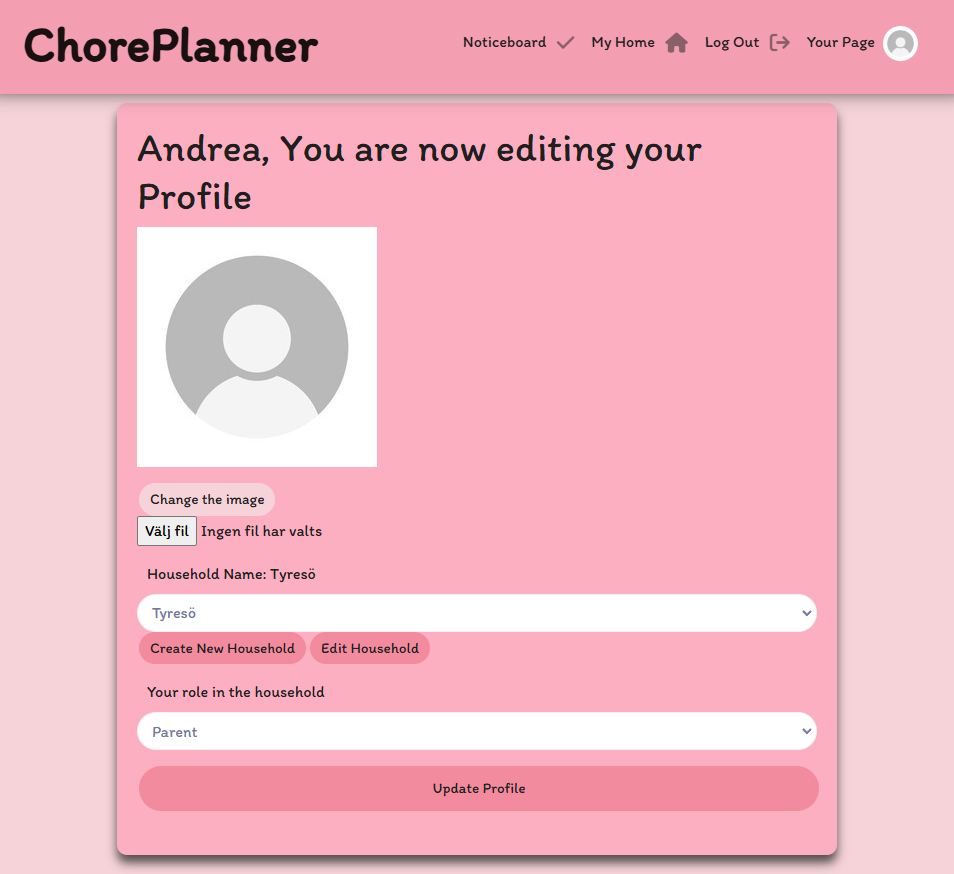 ChorePlanner
Noticeboard My Home Log Out Your Page
Andrea, You are now editing your
Profile
Change the image
Välj fil Ingen fil har valts
Household Name: Tyresö
Tyresö
Create New Household Edit Household
Your role in the household
Parent
Update Profile